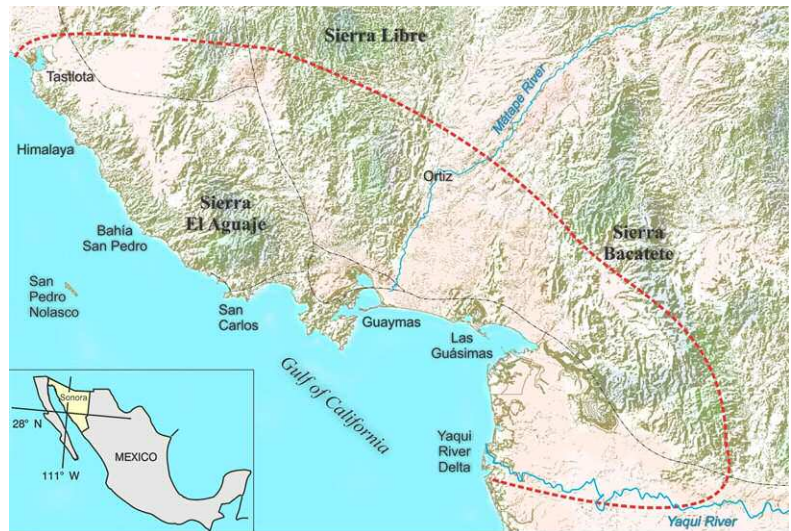 Sierra Libre
Tastiota
Mátape River
Himalaya
Ortiz
Sierra
El Aguaje
Bahía
San Pedro
Sierra
Bacatete
San
Pedro
Nolasco
San
Carlos
Guaymas
Las
Guásimas
Gulf of California
Sonora
28° N
111° W
MEXICO
Yaqui
River
Delta
Yaqui River